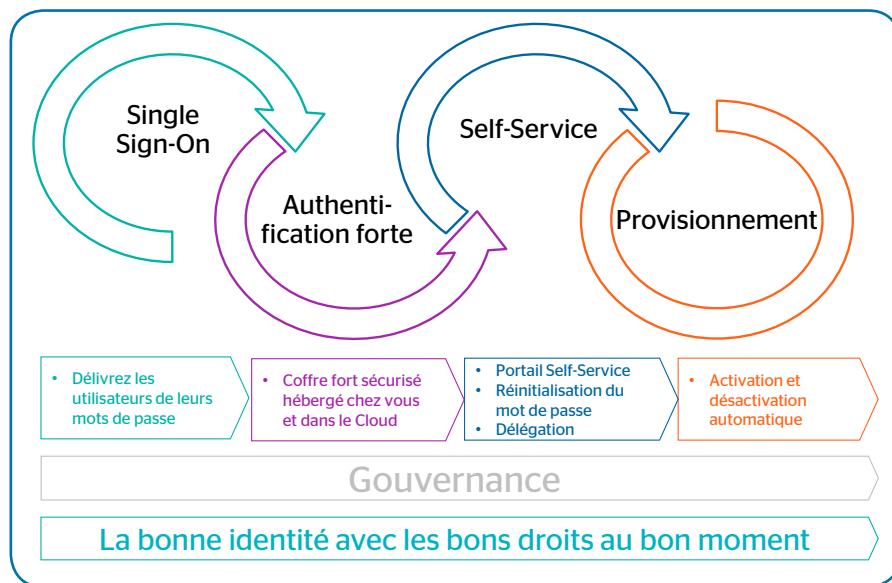 Single
Sign-On
Authenti-
fication forte
Self-Service
Provisionnement
• Délivrez les
utilisateurs de leurs
mots de passe
• Coffre fort sécurisé
hébergé chez vous
et dans le Cloud
• Portail Self-Service
• Réinitialisation du
mot de passe
• Délégation
• Activation et
désactivation
automatique
Gouvernance
La bonne identité avec les bons droits au bon moment